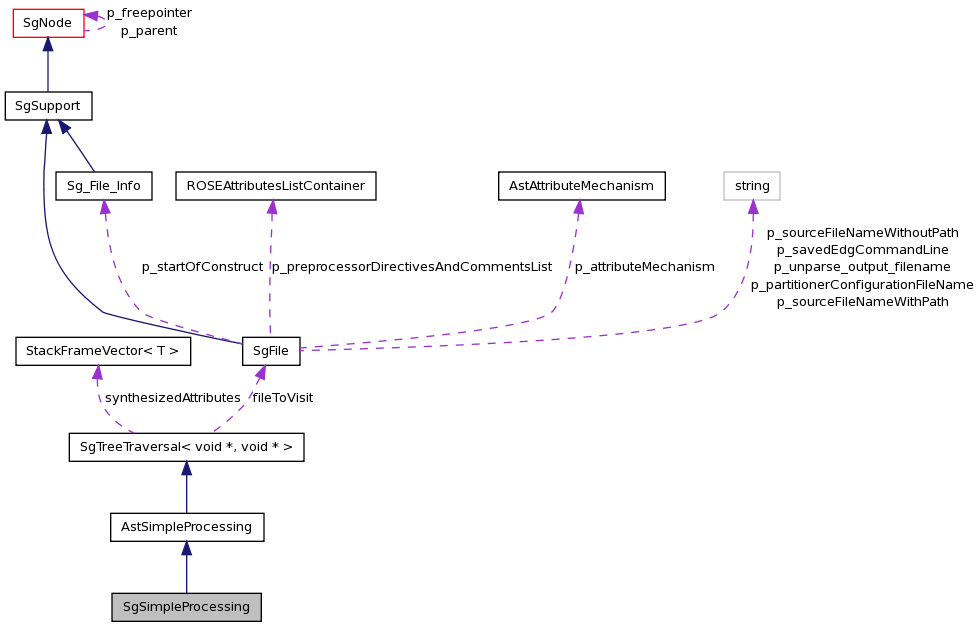 p_freepointer
SgNode
p_parent
SgSupport
Sg_File_Info
ROSEAttributesListContainer
AstAttributeMechanism
string
p_sourceFileNameWithoutPath
p_savedEdgCommandLine
p_unparse_output_filename
p_partitionerConfigurationFileName
p_sourceFileNameWithPath
p_startOfConstruct
p_preprocessorDirectivesAndCommentsList
p_attributeMechanism
StackFrameVector< T >
SgFile
synthesizedAttributes
fileToVisit
SgTreeTraversal< void *, void * >
AstSimpleProcessing
SgSimpleProcessing